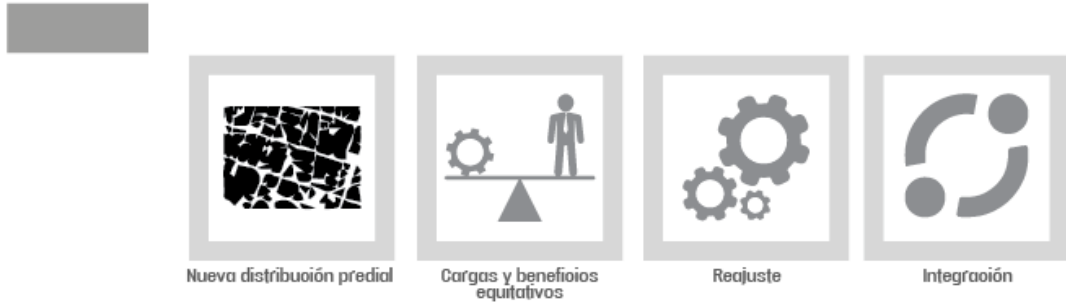 Nueva distribución predial
Cargas y beneficios
equitativos
Reajuste
Integración